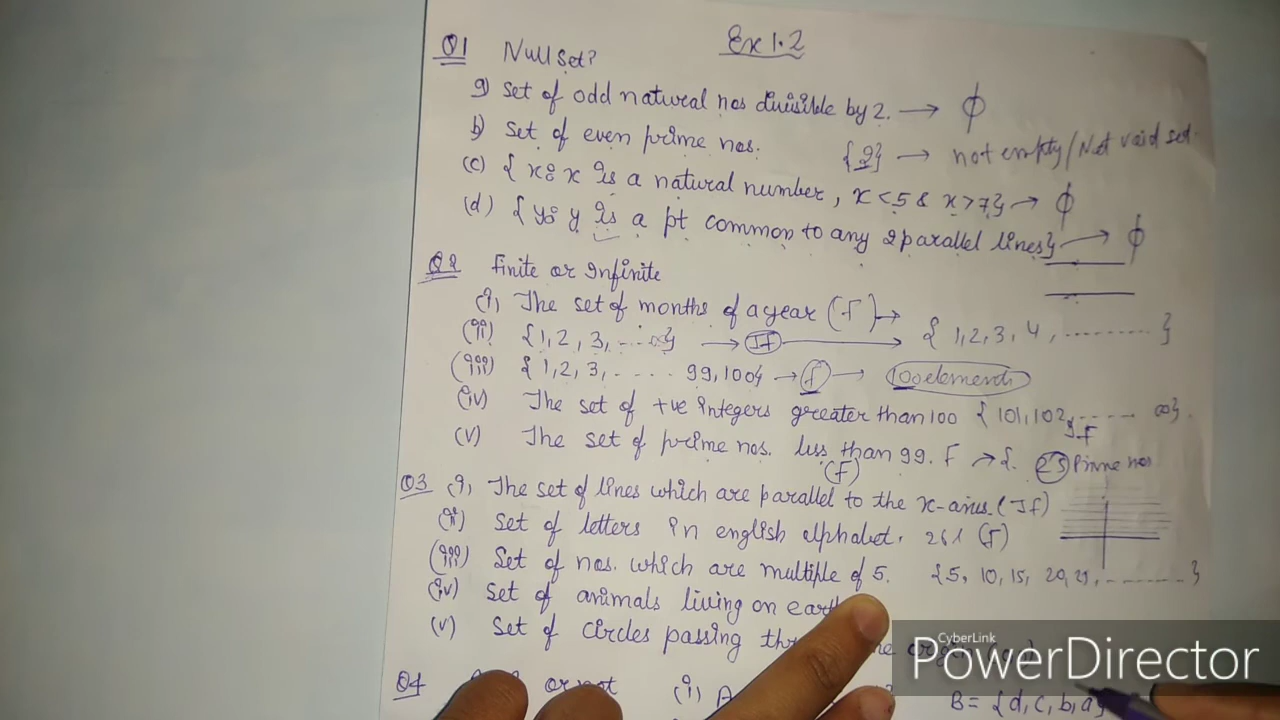 Ex 1.2
Q1 Null set?
a) set of odd natural nos divisible by 2. → ϕ
b) set of even prime nos. {2} → not empty/Not void set.
(c) {x: x is a natural number, x < 5 & x > 7} → ϕ
(d) {y: y is a pt common to any 2 parallel lines} → ϕ
Q2 Finite or Infinite
(i) The set of months of a year (f) →
(ii) {1, 2, 3, ..... ∞} → If → {1, 2, 3, 4, .......... }
(iii) {1, 2, 3, ...... 99, 100} → f → 100 elements
(iv) The set of +ve integers greater than 100 {101, 102, ...... ∞}.
I.F
(v) The set of prime nos. less than 99. F → {. 25 Prime nos
(F)
Q3 (i) The set of lines which are parallel to the x-axis. (If)
(ii) set of letters in english alphabet. 26 (f)
(iii) Set of nos. which are multiple of 5. {5, 10, 15, 20, 25, .......... }
(iv) set of animals living on
(v) set of circles passing origin
Q4 or not (i) A B = {d, c, b, a}
CyberLink
PowerDirector